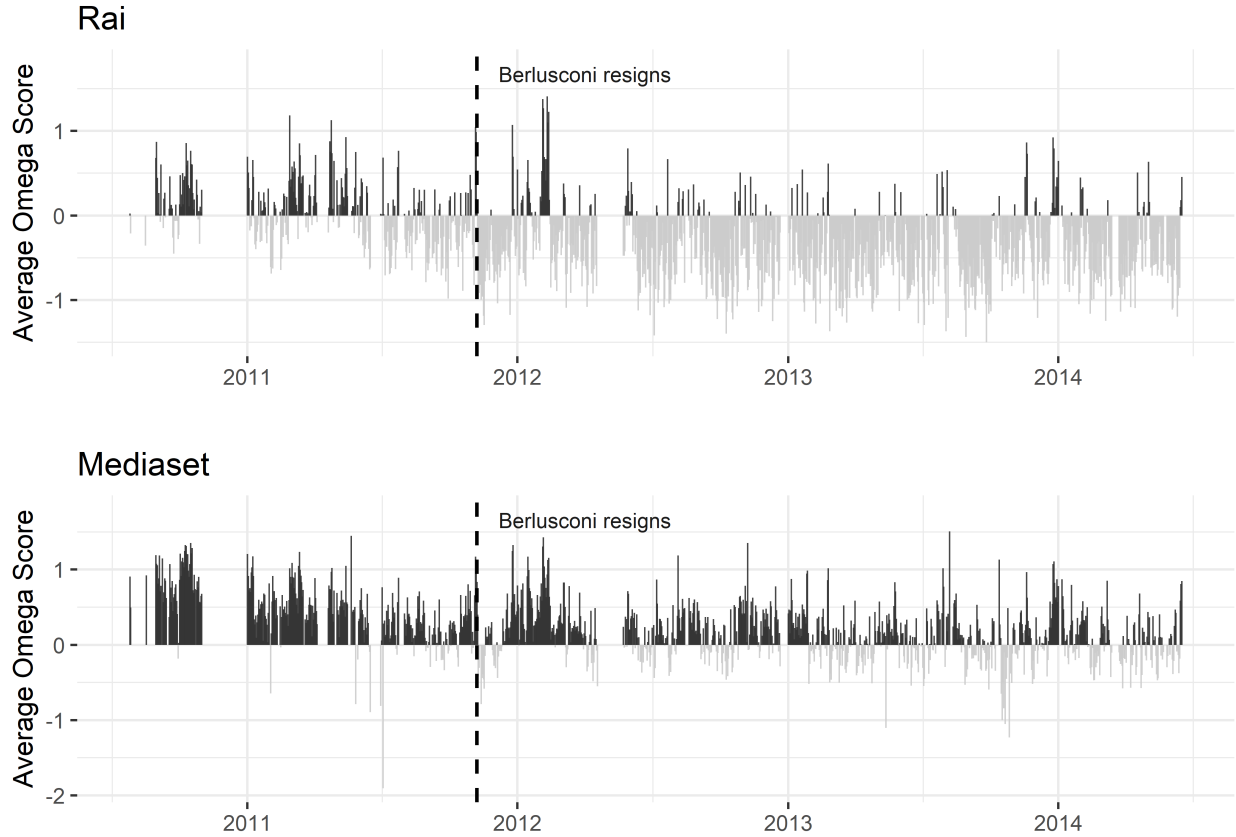 Rai
Average Omega Score
1
0
-1
Berlusconi resigns
2011 2012 2013 2014
Mediaset
Average Omega Score
1
0
-1
-2
Berlusconi resigns
2011 2012 2013 2014